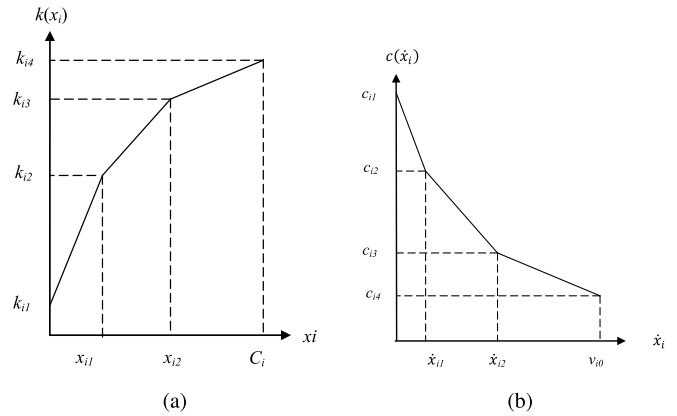 k(xi)
ki4
ki3
ki2
ki1
xi1 xi2 Ci xi
(a)
c(ẋi)
ci1
ci2
ci3
ci4
ẋi1 ẋi2 vi0 ẋi
(b)